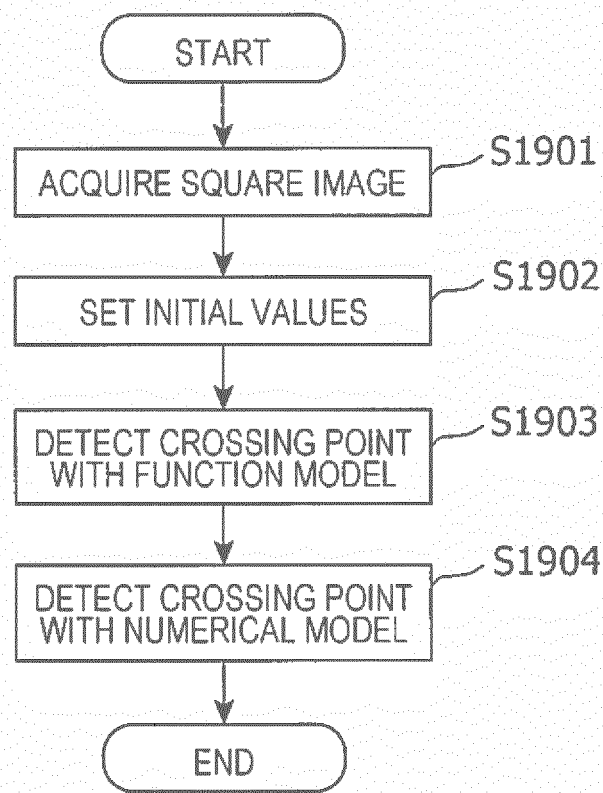 START
ACQUIRE SQUARE IMAGE
S1901
SET INITIAL VALUES
S1902
DETECT CROSSING POINT
WITH FUNCTION MODEL
S1903
DETECT CROSSING POINT
WITH NUMERICAL MODEL
S1904
END